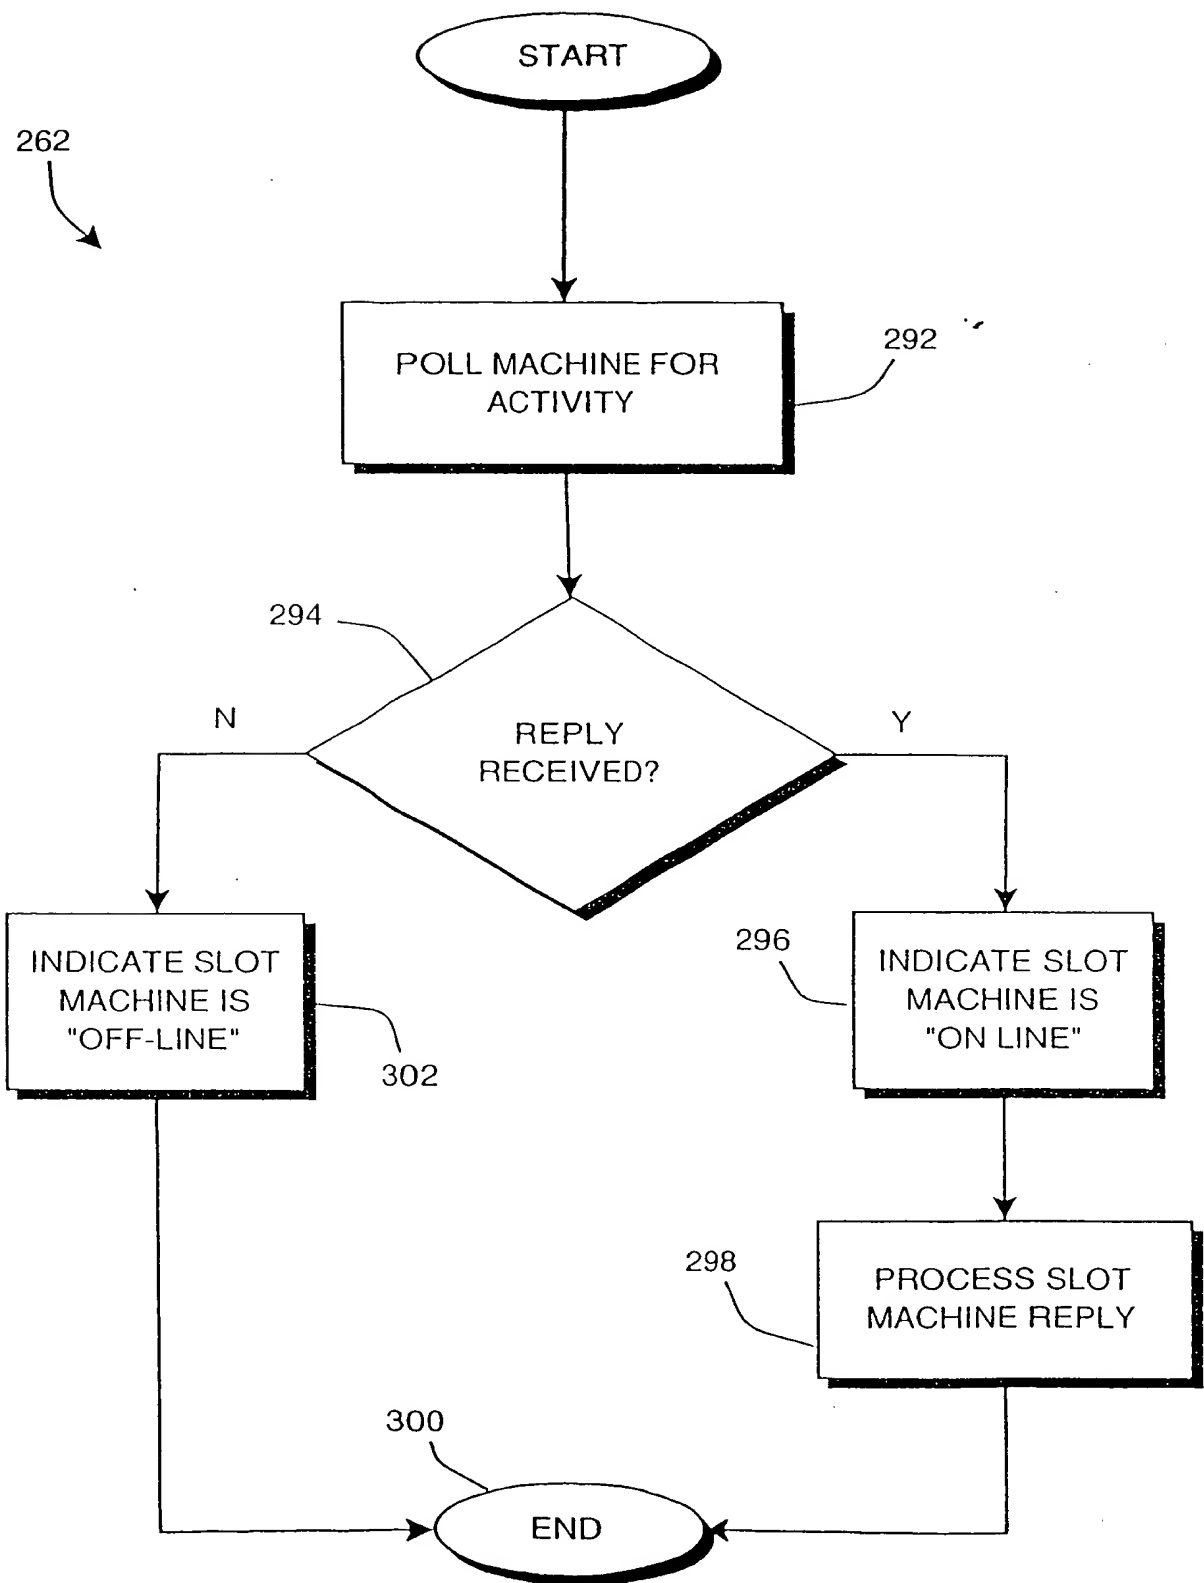 START
262
POLL MACHINE FOR
ACTIVITY
292
294
N
Y
REPLY
RECEIVED?
INDICATE SLOT
MACHINE IS
"OFF-LINE"
302
296
INDICATE SLOT
MACHINE IS
"ON LINE"
298
PROCESS SLOT
MACHINE REPLY
300
END